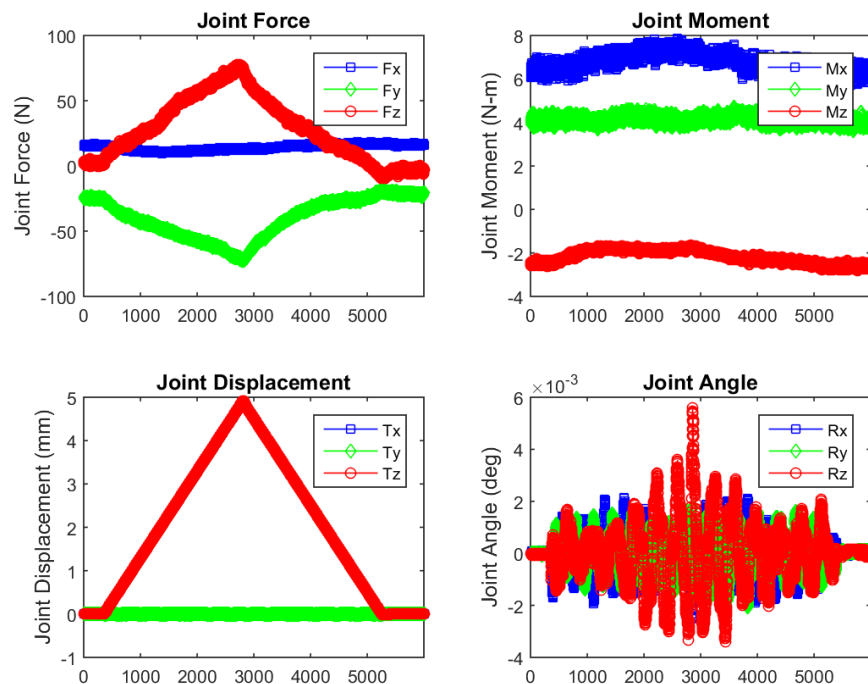 Joint Force
Joint Force (N)
100
50
0
-50
-100
0 1000 2000 3000 4000 5000
Fx
Fy
Fz
Joint Moment
Joint Moment (N-m)
8
6
4
2
0
-2
-4
0 1000 2000 3000 4000 5000
Mx
My
Mz
Joint Displacement
Joint Displacement (mm)
5
4
3
2
1
0
-1
0 1000 2000 3000 4000 5000
Tx
Ty
Tz
Joint Angle
Joint Angle (deg)
×10⁻³
6
4
2
0
-2
-4
0 1000 2000 3000 4000 5000
Rx
Ry
Rz